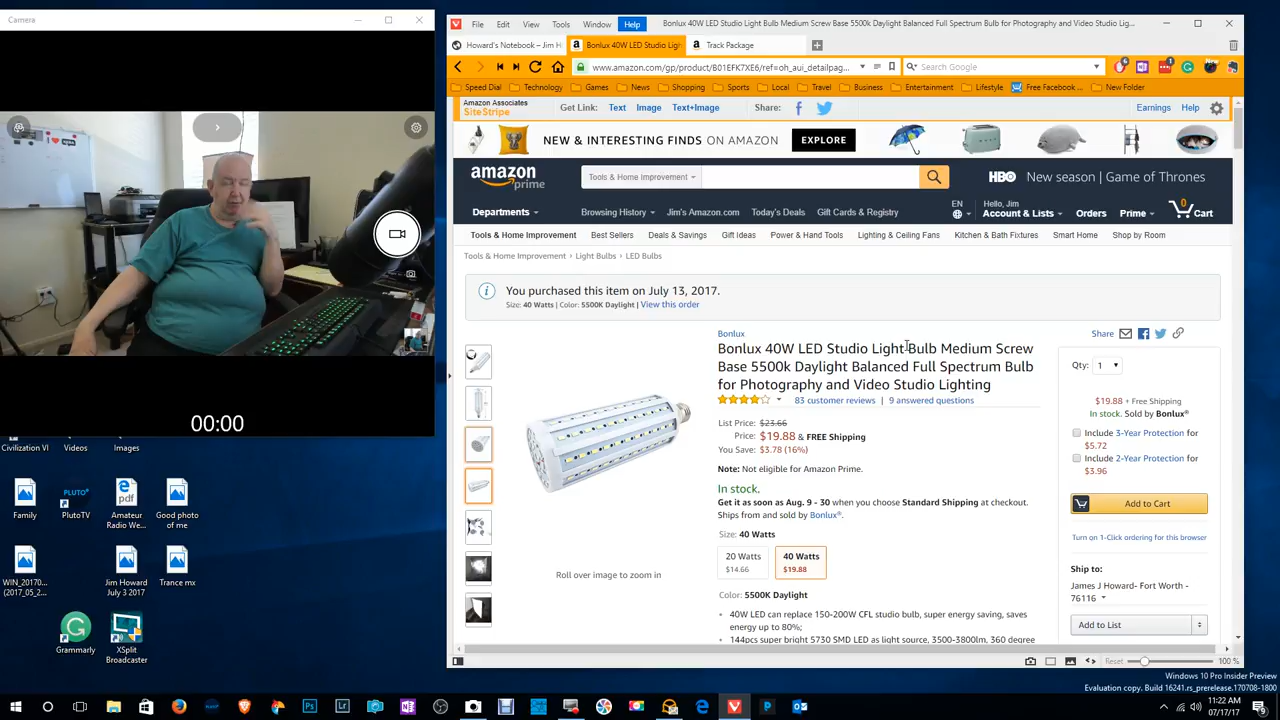 Camera
00:00
Civilization VI
Videos
Images
Family
PlutoTV
Amateur Radio We...
Good photo of me
WIN_20170... (2017_05_2...
Jim Howard July 3 2017
Trance mx
Grammarly
XSplit Broadcaster
File Edit View Tools Window Help
Bonlux 40W LED Studio Light Bulb Medium Screw Base 5500k Daylight Balanced Full Spectrum Bulb for Photography and Video Studio Lig...
Howard's Notebook – Jim H
Bonlux 40W LED Studio Ligh
Track Package
www.amazon.com/gp/product/B01EFK7XE6/ref=oh_aui_detailpag...
Search Google
Speed Dial Technology Games News Shopping Sports Local Travel Business Entertainment Lifestyle Free Facebook ... New Folder
Amazon Associates
SiteStripe
Get Link: Text Image Text+Image Share:
Earnings Help
NEW & INTERESTING FINDS ON AMAZON EXPLORE
amazon prime
Tools & Home Improvement
HBO New season | Game of Thrones
Departments
Browsing History Jim's Amazon.com Today's Deals Gift Cards & Registry
EN
Hello, Jim
Account & Lists
Orders
Prime
0
Cart
Tools & Home Improvement Best Sellers Deals & Savings Gift Ideas Power & Hand Tools Lighting & Ceiling Fans Kitchen & Bath Fixtures Smart Home Shop by Room
Tools & Home Improvement › Light Bulbs › LED Bulbs
You purchased this item on July 13, 2017.
Size: 40 Watts | Color: 5500K Daylight | View this order
Bonlux
Bonlux 40W LED Studio Light Bulb Medium Screw
Base 5500k Daylight Balanced Full Spectrum Bulb
for Photography and Video Studio Lighting
83 customer reviews | 9 answered questions
List Price: $23.66
Price: $19.88 & FREE Shipping
You Save: $3.78 (16%)
Note: Not eligible for Amazon Prime.
In stock.
Get it as soon as Aug. 9 - 30 when you choose Standard Shipping at checkout.
Ships from and sold by Bonlux®.
Size: 40 Watts
20 Watts
$14.66
40 Watts
$19.88
Color: 5500K Daylight
40W LED can replace 150-200W CFL studio bulb, super energy saving, saves
energy up to 80%;
144pcs super bright 5730 SMD LED as light source, 3500-3800lm, 360 degree
Roll over image to zoom in
Share
Qty: 1
$19.88 + Free Shipping
In stock. Sold by Bonlux®
Include 3-Year Protection for
$5.72
Include 2-Year Protection for
$3.96
Add to Cart
Turn on 1-Click ordering for this browser
Ship to:
James J Howard- Fort Worth -
76116
Add to List
Reset
100 %
Windows 10 Pro Insider Preview
Evaluation copy. Build 16241.rs_prerelease.170708-1800
11:22 AM
07/17/17